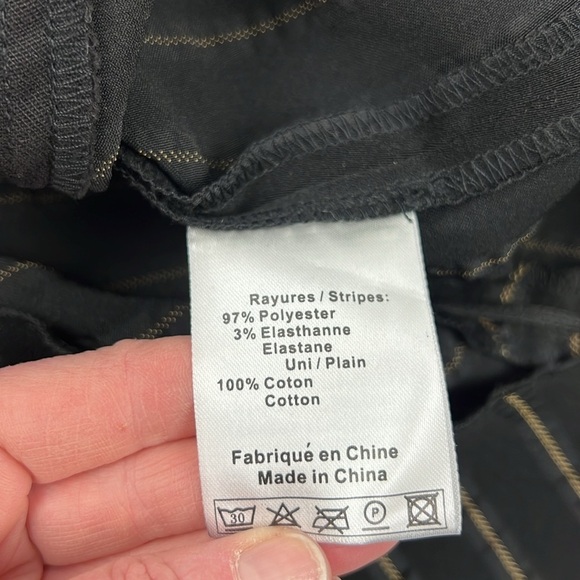 Rayures / Stripes:
97% Polyester
3% Elasthanne
Elastane
Uni / Plain
100% Coton
Cotton
Fabriqué en Chine
Made in China
30 P